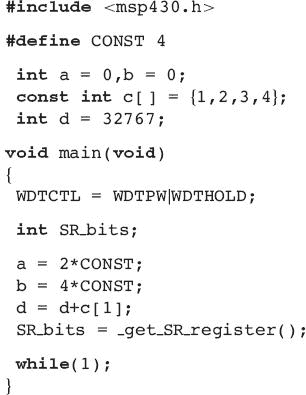 #include <msp430.h>
#define CONST 4
int a = 0,b = 0;
const int c[ ] = {1,2,3,4};
int d = 32767;
void main(void)
{
WDTCTL = WDTPW|WDTHOLD;
int SR_bits;
a = 2*CONST;
b = 4*CONST;
d = d+c[1];
SR_bits = _get_SR_register();
while(1);
}